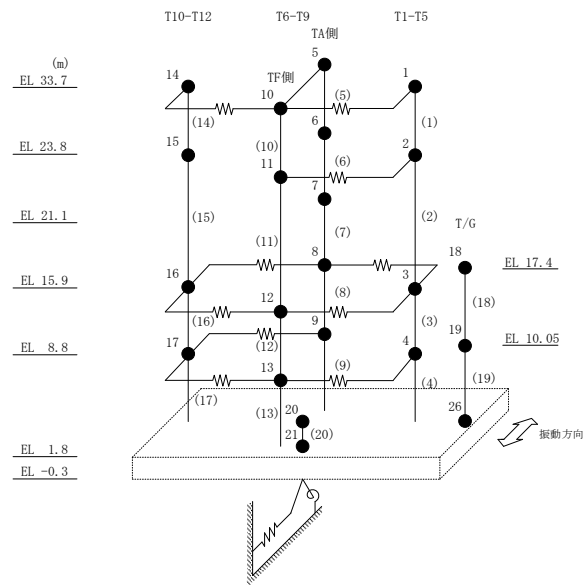 T10-T12 T6-T9 T1-T5
TA側
(m) 5
EL 33.7 14 TF側 10 1
(5)
(14) 6 (1)
15 (10) 2
EL 23.8 11 (6)
7
EL 21.1 (15) (2) T/G
(11) (7) 8 18
16 EL 17.4
EL 15.9 12 (8) 3 (18)
(16) 9 (3) 19
17 (12) 4 EL 10.05
EL 8.8 13 (9)
(17) (4) (19)
(13) 20 26
21 (20) 振動方向
EL 1.8
EL -0.3